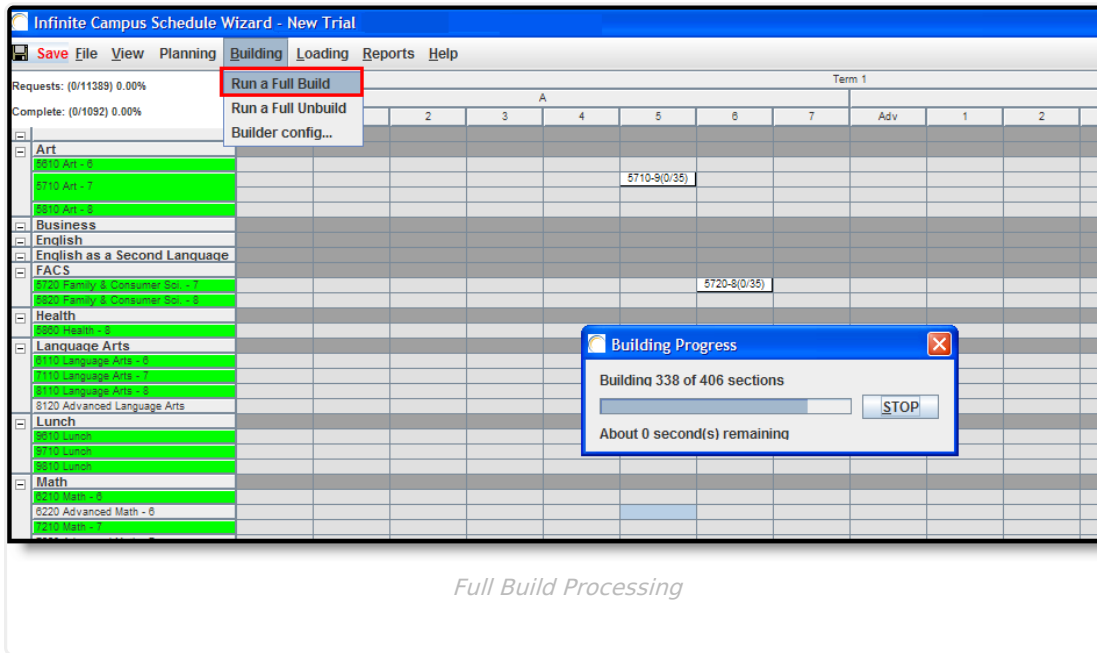 Infinite Campus Schedule Wizard - New Trial
Save File View Planning Building Loading Reports Help
Requests: (0/11389) 0.00%
Complete: (0/1092) 0.00%
Run a Full Build
Run a Full Unbuild
Builder config...
Term 1
A
2 3 4 5 6 7 Adv 1 2
Art
5610 Art - 6
5710 Art - 7
5710-9(0/35)
5810 Art - 8
Business
English
English as a Second Language
FACS
5720 Family & Consumer Sci. - 7
5720-8(0/35)
5820 Family & Consumer Sci. - 8
Health
5860 Health - 8
Language Arts
6110 Language Arts - 6
7110 Language Arts - 7
8110 Language Arts - 8
8120 Advanced Language Arts
Lunch
9610 Lunch
9710 Lunch
9810 Lunch
Math
6210 Math - 6
6220 Advanced Math - 6
7210 Math - 7
Building Progress
Building 338 of 406 sections
STOP
About 0 second(s) remaining
Full Build Processing